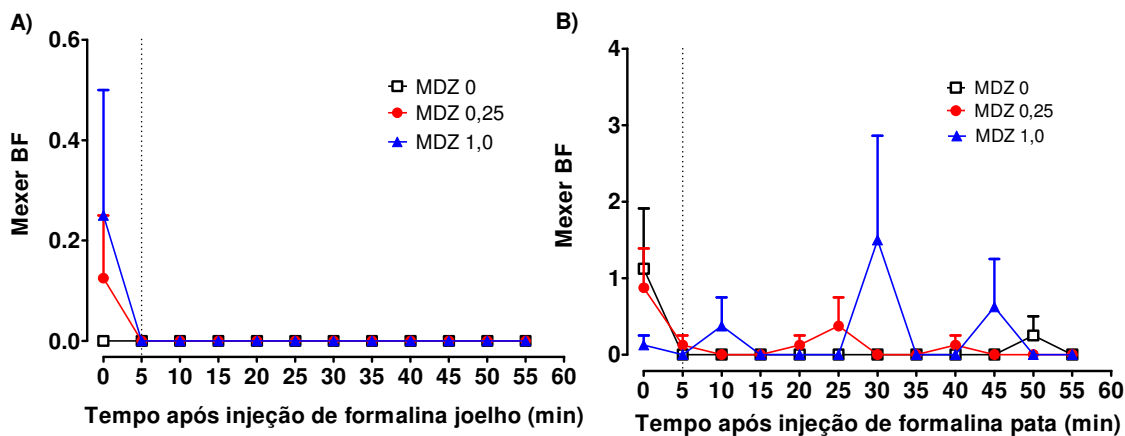 A)
Mexer BF
0.6
0.4
0.2
0.0
MDZ 0
MDZ 0,25
MDZ 1,0
0 5 10 15 20 25 30 35 40 45 50 55 60
Tempo após injeção de formalina joelho (min)
B)
Mexer BF
4
3
2
1
0
MDZ 0
MDZ 0,25
MDZ 1,0
0 5 10 15 20 25 30 35 40 45 50 55 60
Tempo após injeção de formalina pata (min)